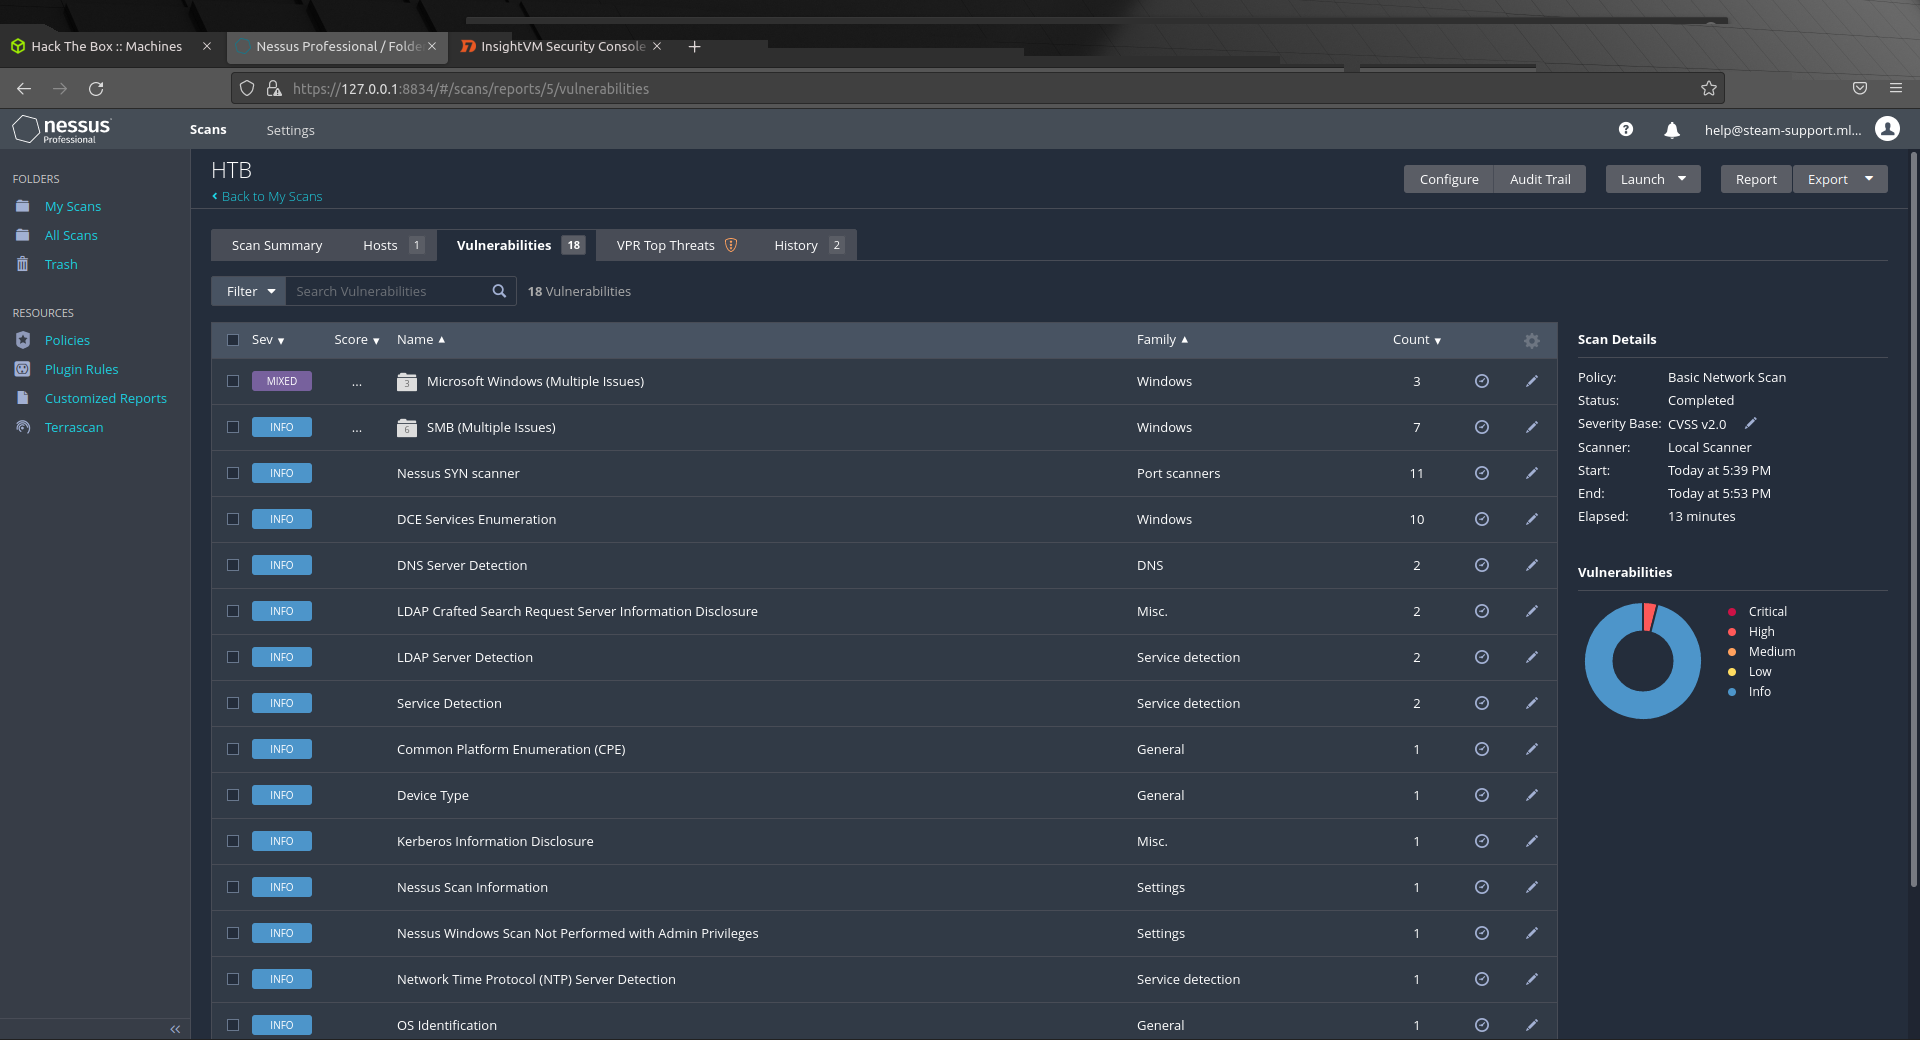 Hack The Box :: Machines
Nessus Professional / Folde
InsightVM Security Console
https://127.0.0.1:8834/#/scans/reports/5/vulnerabilities
nessus
Professional
Scans
Settings
help@steam-support.ml...
FOLDERS
My Scans
All Scans
Trash
RESOURCES
Policies
Plugin Rules
Customized Reports
Terrascan
HTB
Back to My Scans
Configure
Audit Trail
Launch
Report
Export
Scan Summary
Hosts 1
Vulnerabilities 18
VPR Top Threats
History 2
Filter
Search Vulnerabilities
18 Vulnerabilities
Sev Score Name Family Count
MIXED ... 3 Microsoft Windows (Multiple Issues) Windows 3
INFO ... 6 SMB (Multiple Issues) Windows 7
INFO Nessus SYN scanner Port scanners 11
INFO DCE Services Enumeration Windows 10
INFO DNS Server Detection DNS 2
INFO LDAP Crafted Search Request Server Information Disclosure Misc. 2
INFO LDAP Server Detection Service detection 2
INFO Service Detection Service detection 2
INFO Common Platform Enumeration (CPE) General 1
INFO Device Type General 1
INFO Kerberos Information Disclosure Misc. 1
INFO Nessus Scan Information Settings 1
INFO Nessus Windows Scan Not Performed with Admin Privileges Settings 1
INFO Network Time Protocol (NTP) Server Detection Service detection 1
INFO OS Identification General 1
Scan Details
Policy: Basic Network Scan
Status: Completed
Severity Base: CVSS v2.0
Scanner: Local Scanner
Start: Today at 5:39 PM
End: Today at 5:53 PM
Elapsed: 13 minutes
Vulnerabilities
Critical
High
Medium
Low
Info